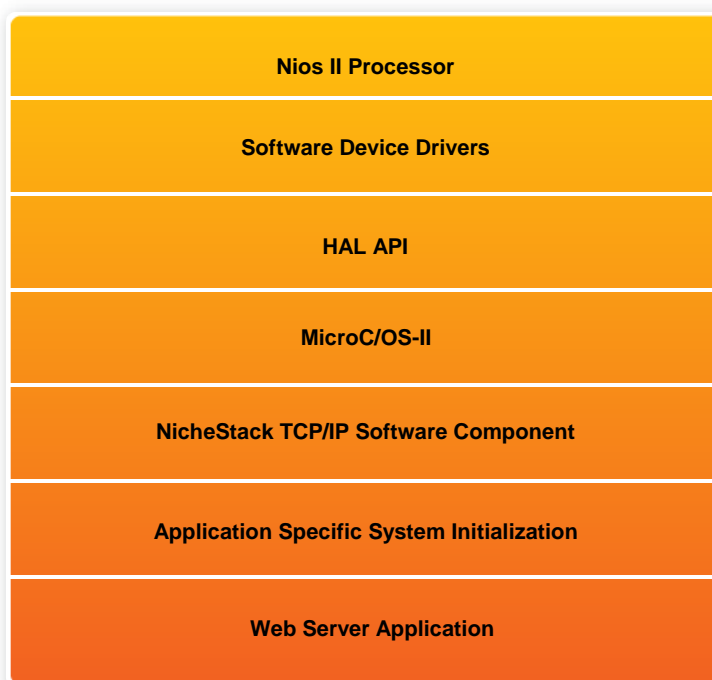 Nios II Processor
Software Device Drivers
HAL API
MicroC/OS-II
NicheStack TCP/IP Software Component
Application Specific System Initialization
Web Server Application